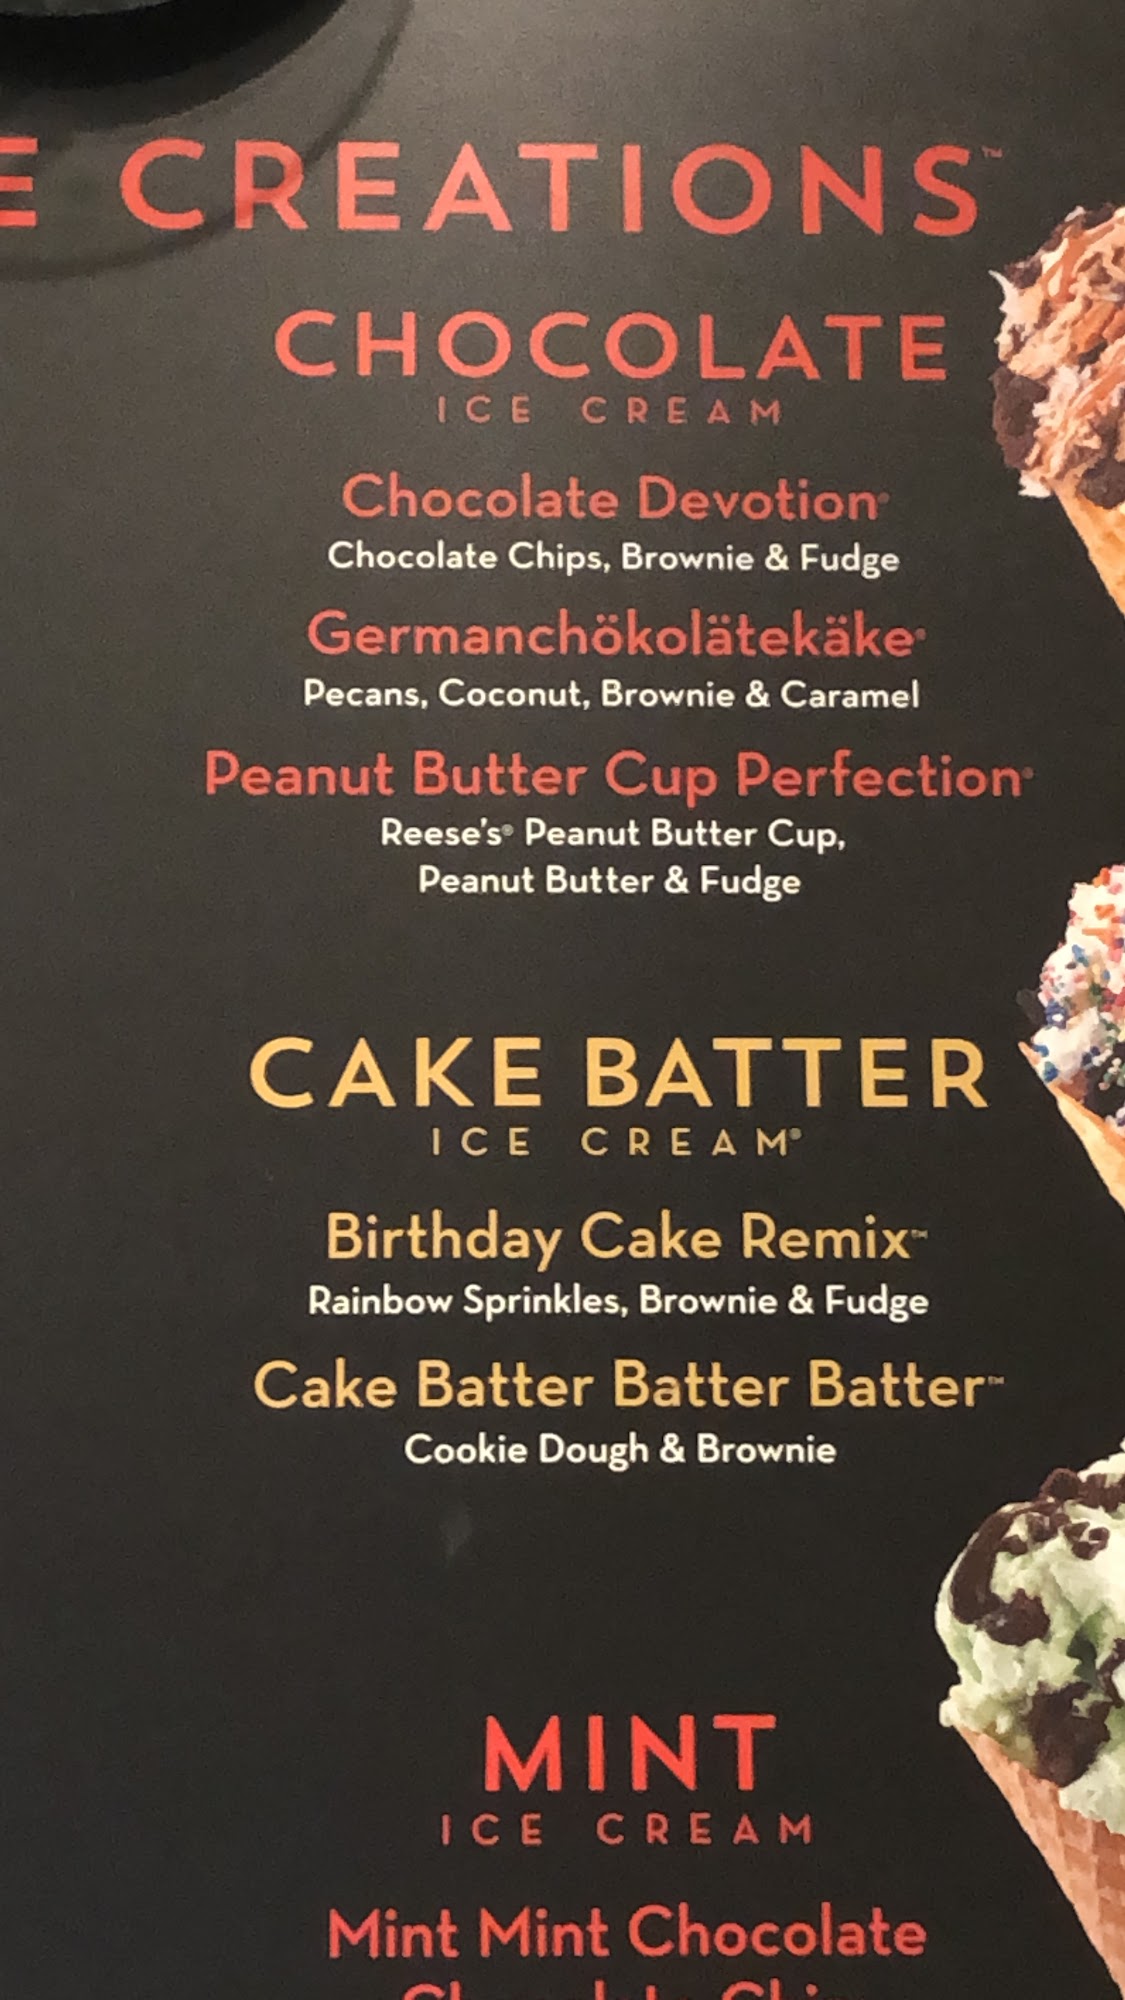 E CREATIONS™
CHOCOLATE
ICE CREAM
Chocolate Devotion®
Chocolate Chips, Brownie & Fudge
Germanchökolätekäke®
Pecans, Coconut, Brownie & Caramel
Peanut Butter Cup Perfection®
Reese's® Peanut Butter Cup,
Peanut Butter & Fudge
CAKE BATTER
ICE CREAM®
Birthday Cake Remix™
Rainbow Sprinkles, Brownie & Fudge
Cake Batter Batter Batter™
Cookie Dough & Brownie
MINT
ICE CREAM
Mint Mint Chocolate
Chocolate Chip